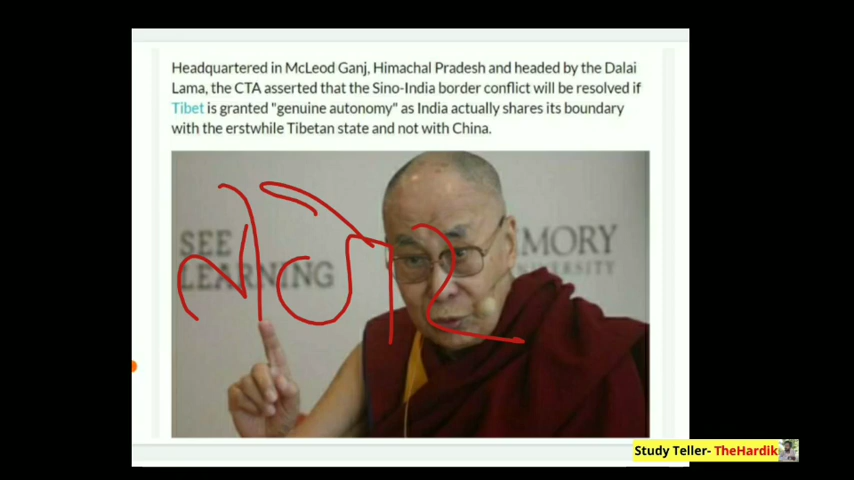 Headquartered in McLeod Ganj, Himachal Pradesh and headed by the Dalai
Lama, the CTA asserted that the Sino-India border conflict will be resolved if
Tibet is granted "genuine autonomy" as India actually shares its boundary
with the erstwhile Tibetan state and not with China.
SEE LEARNING
MORY
ERSITY
Study Teller- TheHardik